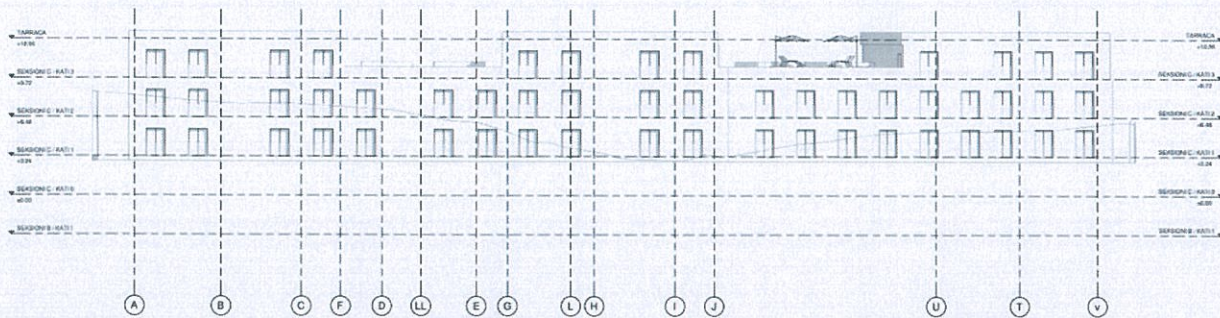 TARRACA
+12.96
SEKSIONI C / KATI 3
+9.72
SEKSIONI C / KATI 2
+6.48
SEKSIONI C / KATI 1
+3.24
SEKSIONI C / KATI 0
±0.00
SEKSIONI B / KATI 1
TARRACA
+12.96
SEKSIONI C / KATI 3
+9.72
SEKSIONI C / KATI 2
+6.48
SEKSIONI C / KATI 1
+3.24
SEKSIONI C / KATI 0
±0.00
SEKSIONI B / KATI 1
A B C F D LL E G L H I J U T v